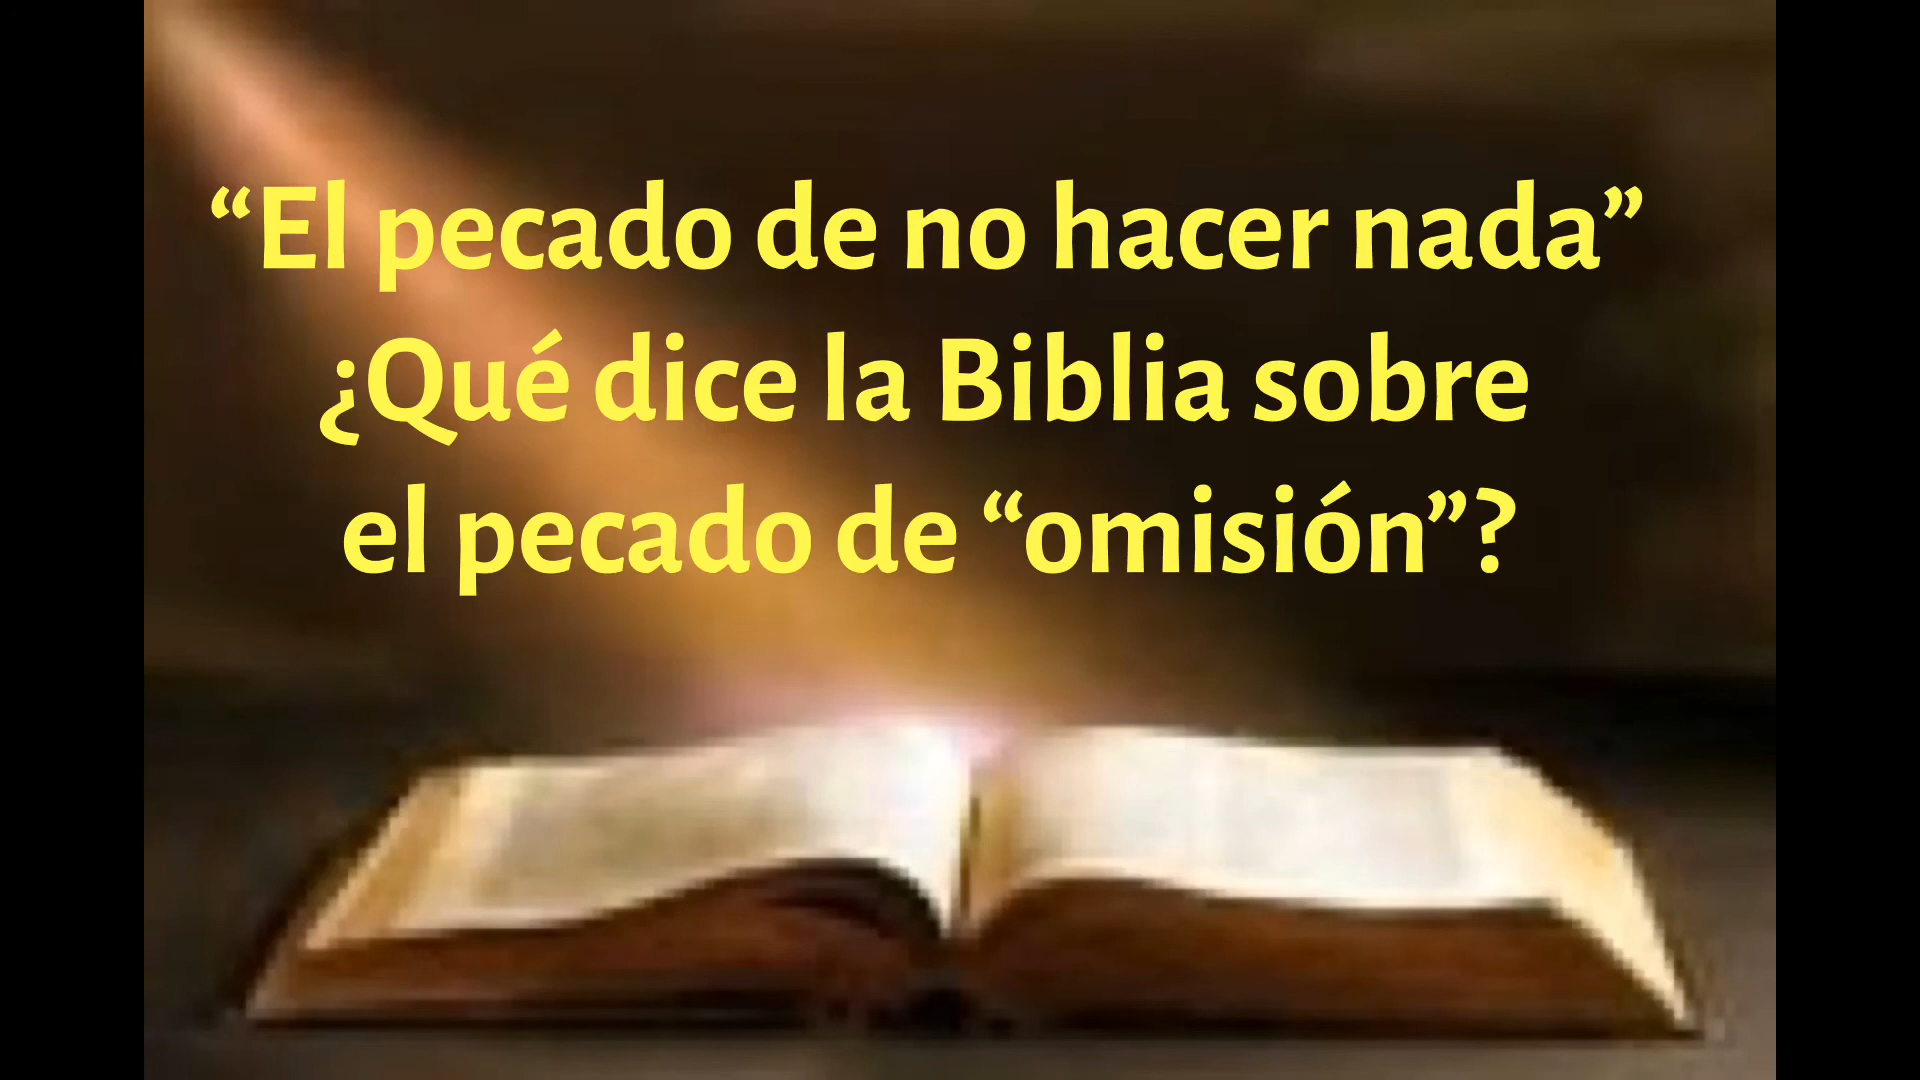 “El pecado de no hacer nada”
¿Qué dice la Biblia sobre
el pecado de “omisión”?